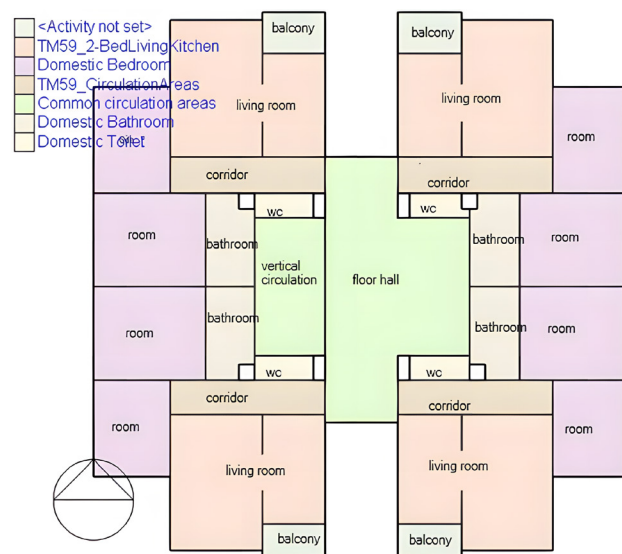 <Activity not set>
TM59_2-BedLivingKitchen
Domestic Bedroom
TM59_CirculationAreas
Common circulation areas
Domestic Bathroom
Domestic Toilet
balcony
balcony
living room
living room
room
corridor
corridor
wc
wc
room
bathroom
bathroom
room
vertical
circulation
floor hall
room
bathroom
bathroom
room
wc
wc
corridor
corridor
room
room
living room
living room
balcony
balcony